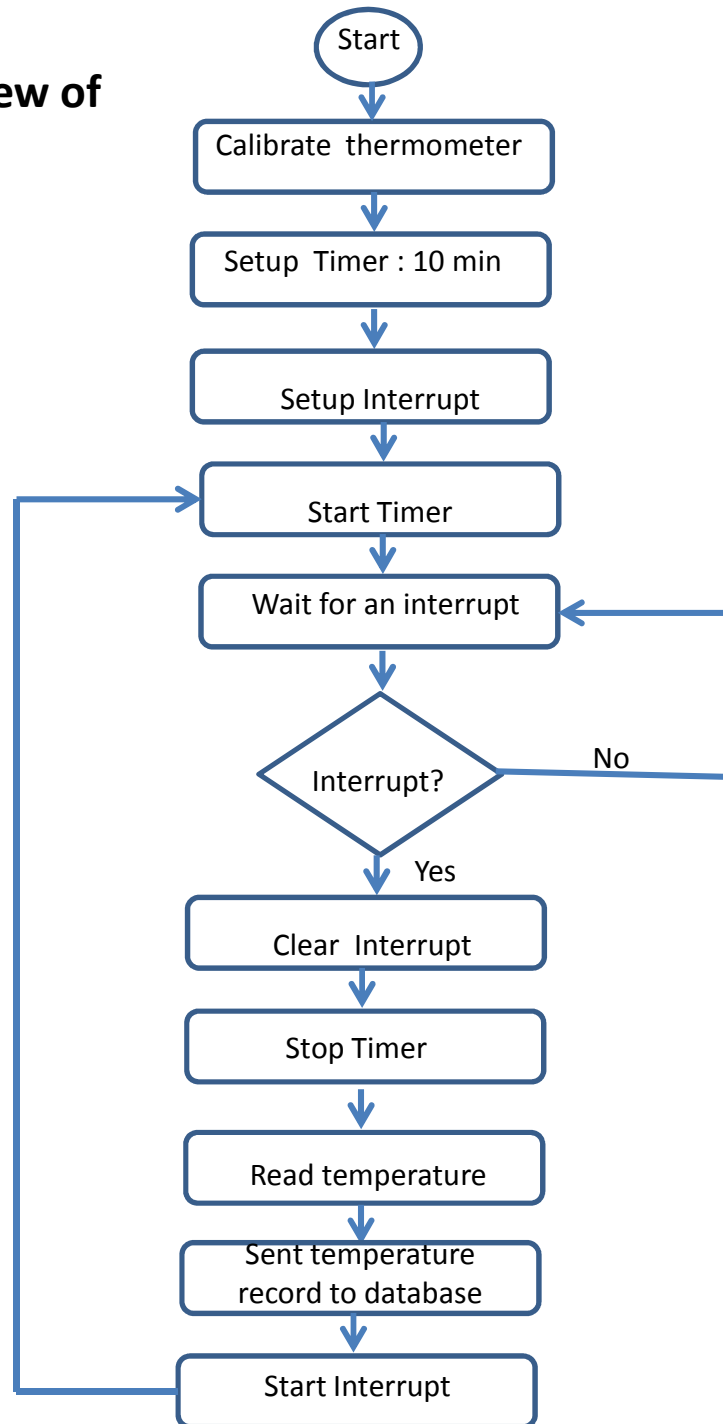 Start
ew of
Calibrate thermometer
Setup Timer : 10 min
Setup Interrupt
Start Timer
Wait for an interrupt
Interrupt?
No
Yes
Clear Interrupt
Stop Timer
Read temperature
Sent temperature
record to database
Start Interrupt